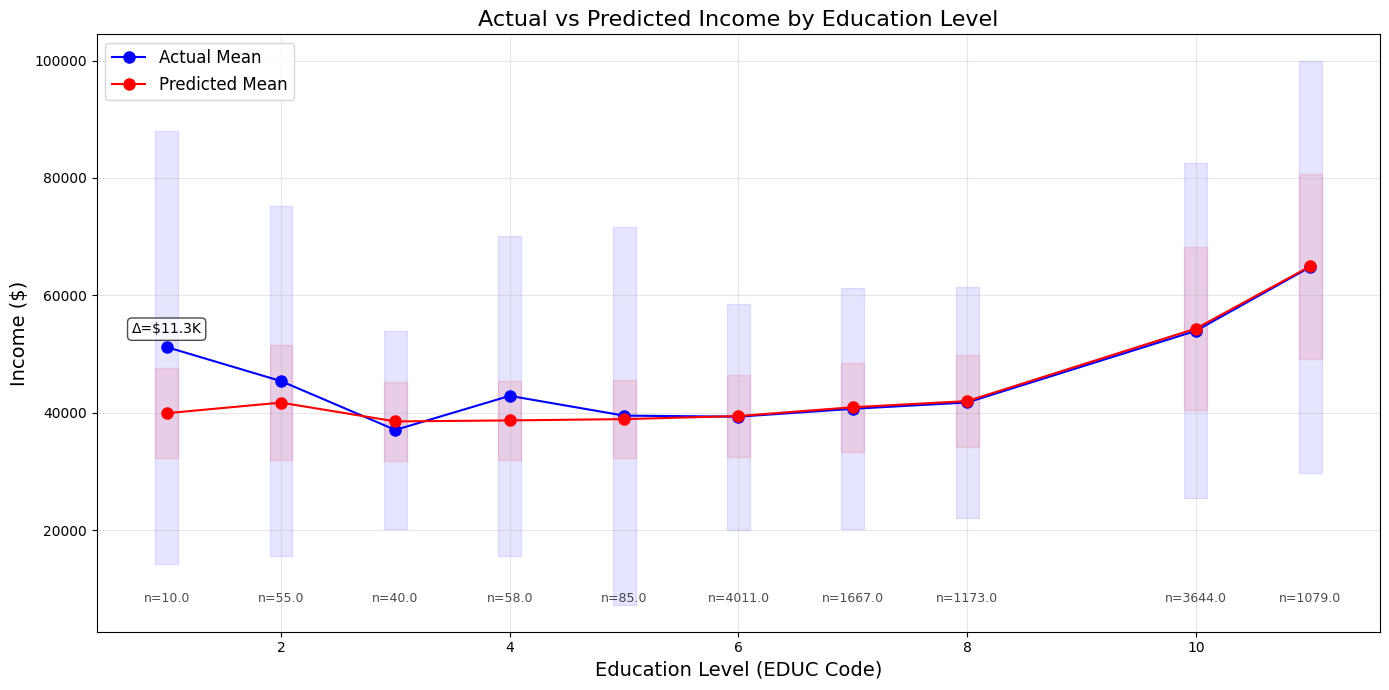 Actual vs Predicted Income by Education Level
Actual Mean
Predicted Mean
Income ($)
100000
80000
60000
40000
20000
Δ=$11.3K
n=10.0
n=55.0
n=40.0
n=58.0
n=85.0
n=4011.0
n=1667.0
n=1173.0
n=3644.0
n=1079.0
2
4
6
8
10
Education Level (EDUC Code)